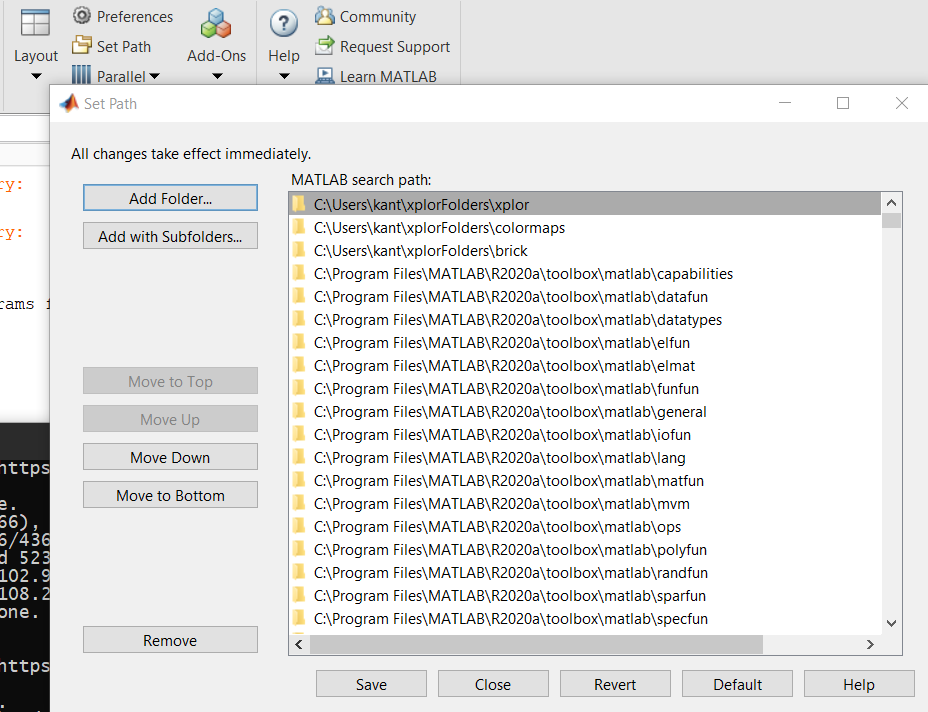 Preferences
Community
Set Path
Request Support
Layout
Add-Ons
Help
Parallel
Learn MATLAB
Set Path
All changes take effect immediately.
MATLAB search path:
Add Folder...
Add with Subfolders...
Move to Top
Move Up
Move Down
Move to Bottom
Remove
C:\Users\kant\xplorFolders\xplor
C:\Users\kant\xplorFolders\colormaps
C:\Users\kant\xplorFolders\brick
C:\Program Files\MATLAB\R2020a\toolbox\matlab\capabilities
C:\Program Files\MATLAB\R2020a\toolbox\matlab\datafun
C:\Program Files\MATLAB\R2020a\toolbox\matlab\datatypes
C:\Program Files\MATLAB\R2020a\toolbox\matlab\elfun
C:\Program Files\MATLAB\R2020a\toolbox\matlab\elmat
C:\Program Files\MATLAB\R2020a\toolbox\matlab\funfun
C:\Program Files\MATLAB\R2020a\toolbox\matlab\general
C:\Program Files\MATLAB\R2020a\toolbox\matlab\iofun
C:\Program Files\MATLAB\R2020a\toolbox\matlab\lang
C:\Program Files\MATLAB\R2020a\toolbox\matlab\matfun
C:\Program Files\MATLAB\R2020a\toolbox\matlab\mvm
C:\Program Files\MATLAB\R2020a\toolbox\matlab\ops
C:\Program Files\MATLAB\R2020a\toolbox\matlab\polyfun
C:\Program Files\MATLAB\R2020a\toolbox\matlab\randfun
C:\Program Files\MATLAB\R2020a\toolbox\matlab\sparfun
C:\Program Files\MATLAB\R2020a\toolbox\matlab\specfun
Save
Close
Revert
Default
Help
ry:
ry:
rams
https
e.
66),
6/436
d 523
102.9
108.2
one.
https